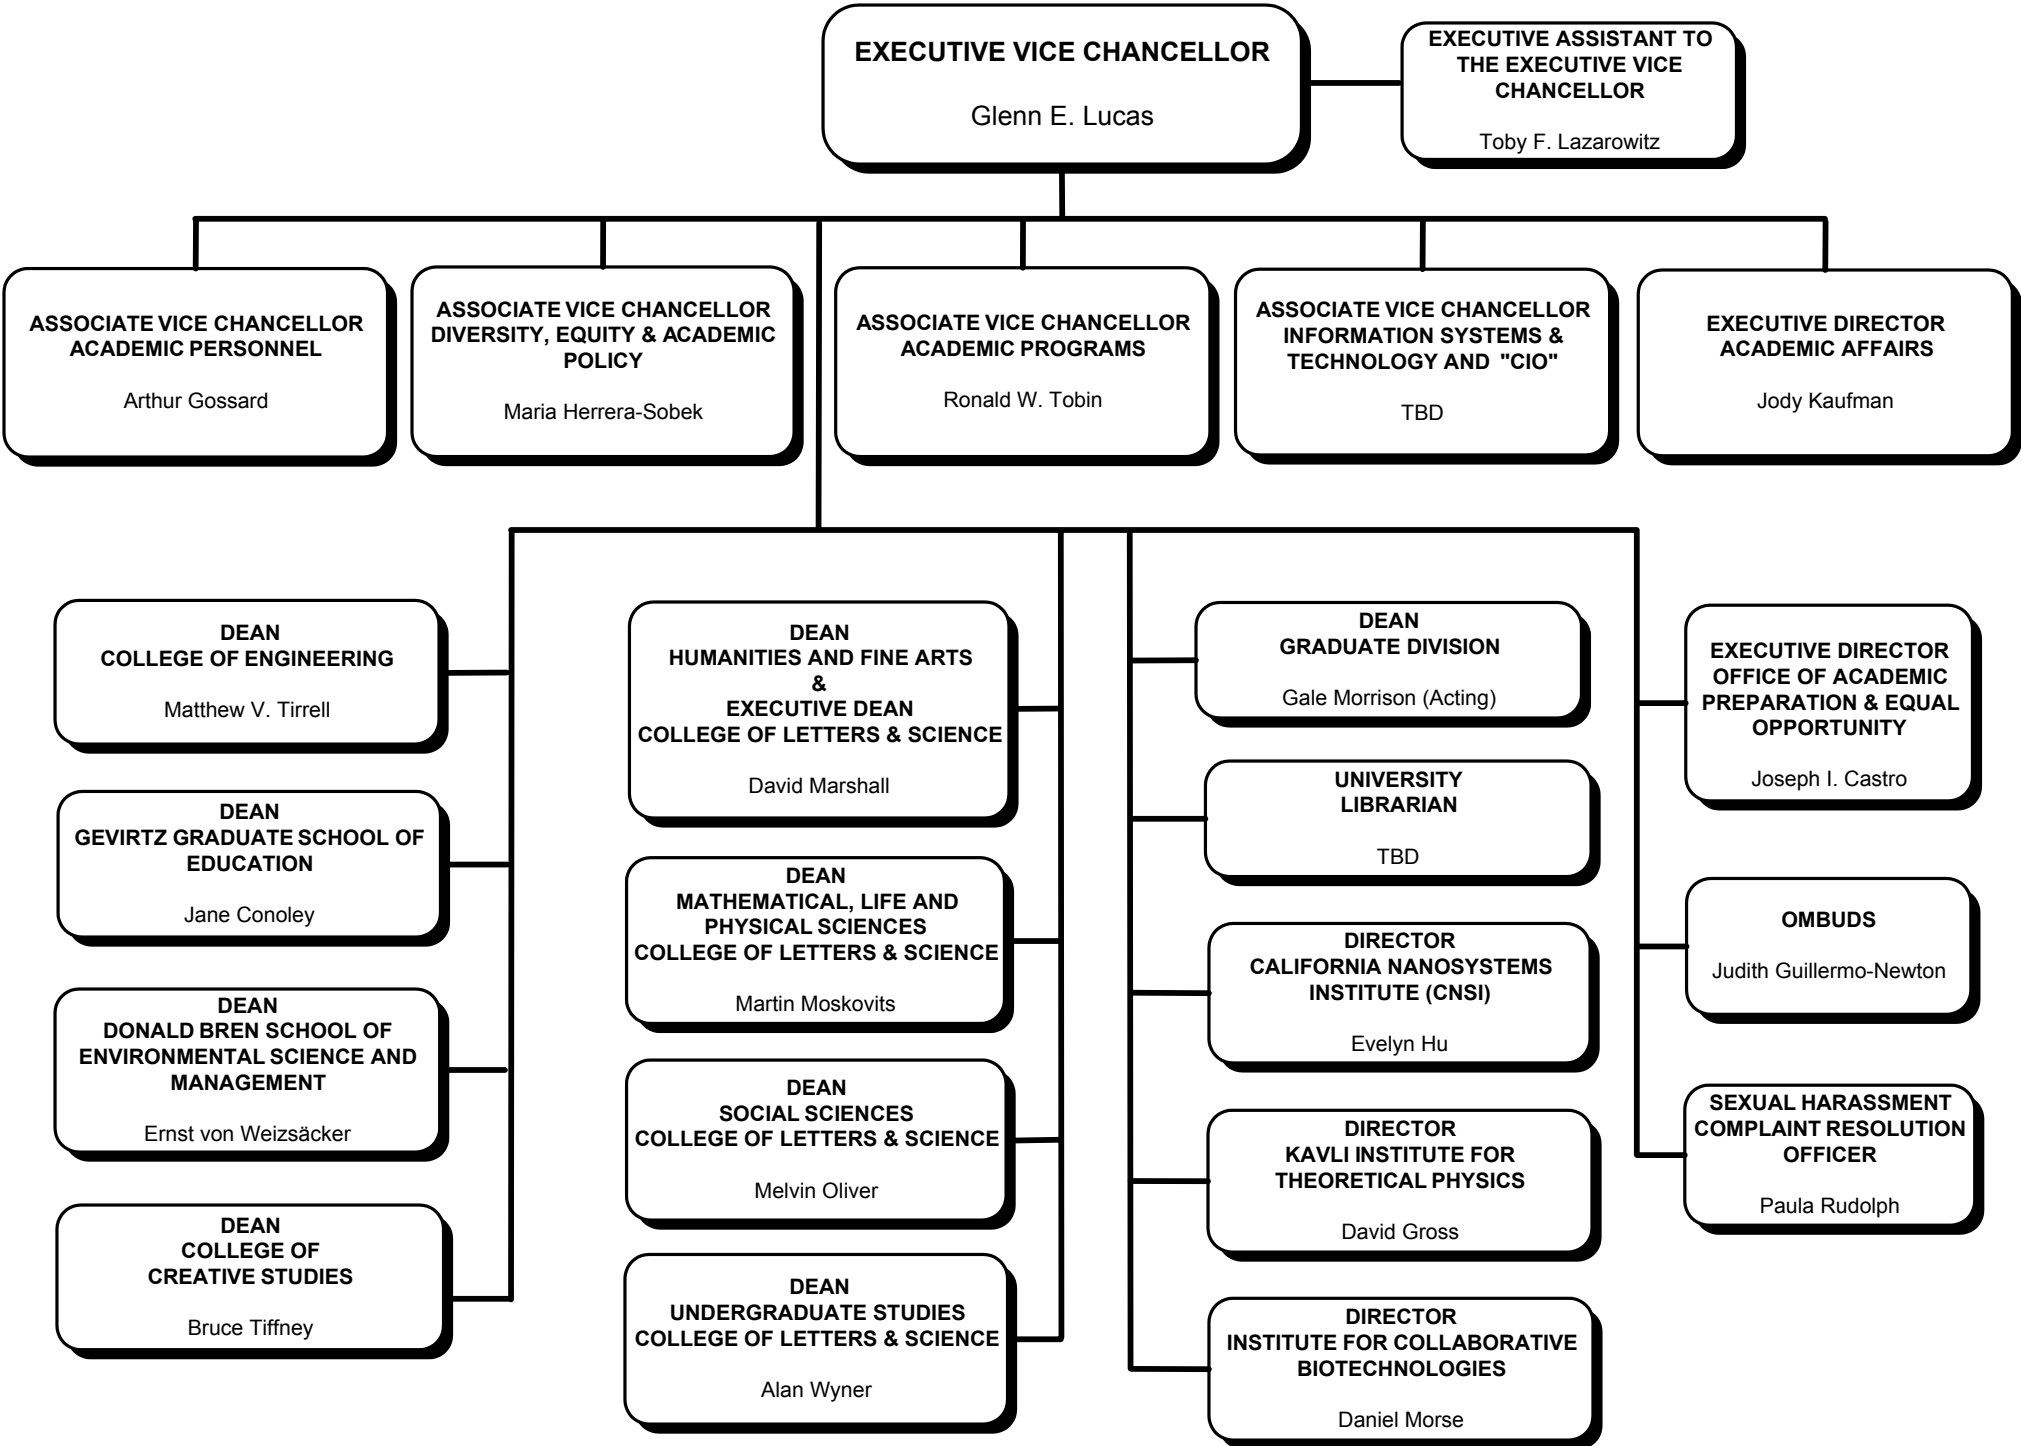 EXECUTIVE VICE CHANCELLOR
Glenn E. Lucas
EXECUTIVE ASSISTANT TO
THE EXECUTIVE VICE
CHANCELLOR
Toby F. Lazarowitz
ASSOCIATE VICE CHANCELLOR
ACADEMIC PERSONNEL
Arthur Gossard
ASSOCIATE VICE CHANCELLOR
DIVERSITY, EQUITY & ACADEMIC
POLICY
Maria Herrera-Sobek
ASSOCIATE VICE CHANCELLOR
ACADEMIC PROGRAMS
Ronald W. Tobin
ASSOCIATE VICE CHANCELLOR
INFORMATION SYSTEMS &
TECHNOLOGY AND "CIO"
TBD
EXECUTIVE DIRECTOR
ACADEMIC AFFAIRS
Jody Kaufman
DEAN
COLLEGE OF ENGINEERING
Matthew V. Tirrell
DEAN
GEVIRTZ GRADUATE SCHOOL OF
EDUCATION
Jane Conoley
DEAN
DONALD BREN SCHOOL OF
ENVIRONMENTAL SCIENCE AND
MANAGEMENT
Ernst von Weizsäcker
DEAN
COLLEGE OF
CREATIVE STUDIES
Bruce Tiffney
DEAN
HUMANITIES AND FINE ARTS
&
EXECUTIVE DEAN
COLLEGE OF LETTERS & SCIENCE
David Marshall
DEAN
MATHEMATICAL, LIFE AND
PHYSICAL SCIENCES
COLLEGE OF LETTERS & SCIENCE
Martin Moskovits
DEAN
SOCIAL SCIENCES
COLLEGE OF LETTERS & SCIENCE
Melvin Oliver
DEAN
UNDERGRADUATE STUDIES
COLLEGE OF LETTERS & SCIENCE
Alan Wyner
DEAN
GRADUATE DIVISION
Gale Morrison (Acting)
UNIVERSITY
LIBRARIAN
TBD
DIRECTOR
CALIFORNIA NANOSYSTEMS
INSTITUTE (CNSI)
Evelyn Hu
DIRECTOR
KAVLI INSTITUTE FOR
THEORETICAL PHYSICS
David Gross
DIRECTOR
INSTITUTE FOR COLLABORATIVE
BIOTECHNOLOGIES
Daniel Morse
EXECUTIVE DIRECTOR
OFFICE OF ACADEMIC
PREPARATION & EQUAL
OPPORTUNITY
Joseph I. Castro
OMBUDS
Judith Guillermo-Newton
SEXUAL HARASSMENT
COMPLAINT RESOLUTION
OFFICER
Paula Rudolph